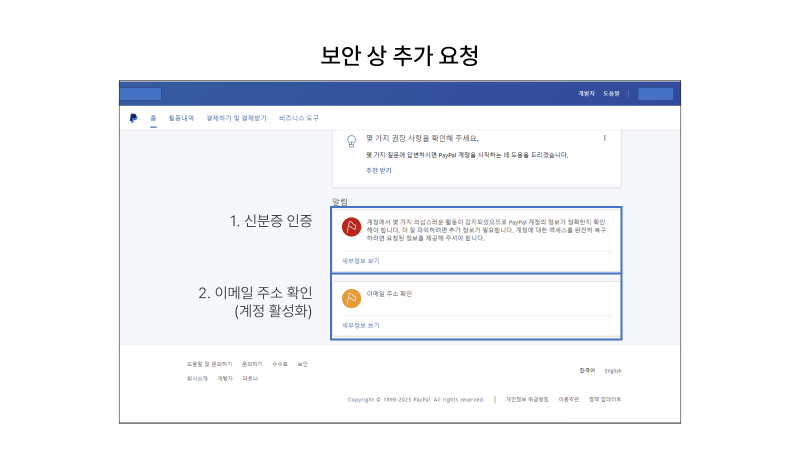 보안 상 추가 요청
개발자 도움말
홈 활동내역 결제하기 및 결제받기 비즈니스 도구
몇 가지 권장 사항을 확인해 주세요.
몇 가지 질문에 답변하시면 PayPal 계정을 시작하는 데 도움을 드리겠습니다.
추천 받기
알림
1. 신분증 인증
계정에서 몇 가지 의심스러운 활동이 감지되었으므로 PayPal 계정의 정보가 정확한지 확인
해야 합니다. 더 잘 파악하려면 추가 정보가 필요합니다. 계정에 대한 액세스를 완전히 복구
하려면 요청된 정보를 제공해 주셔야 합니다.
세부정보 보기
2. 이메일 주소 확인
(계정 활성화)
이메일 주소 확인
세부정보 보기
도움말 및 문의하기 문의하기 수수료 보안
회사소개 개발자 파트너
한국어 English
Copyright © 1999-2023 PayPal. All rights reserved. | 개인정보 취급방침 이용약관 정책 업데이트